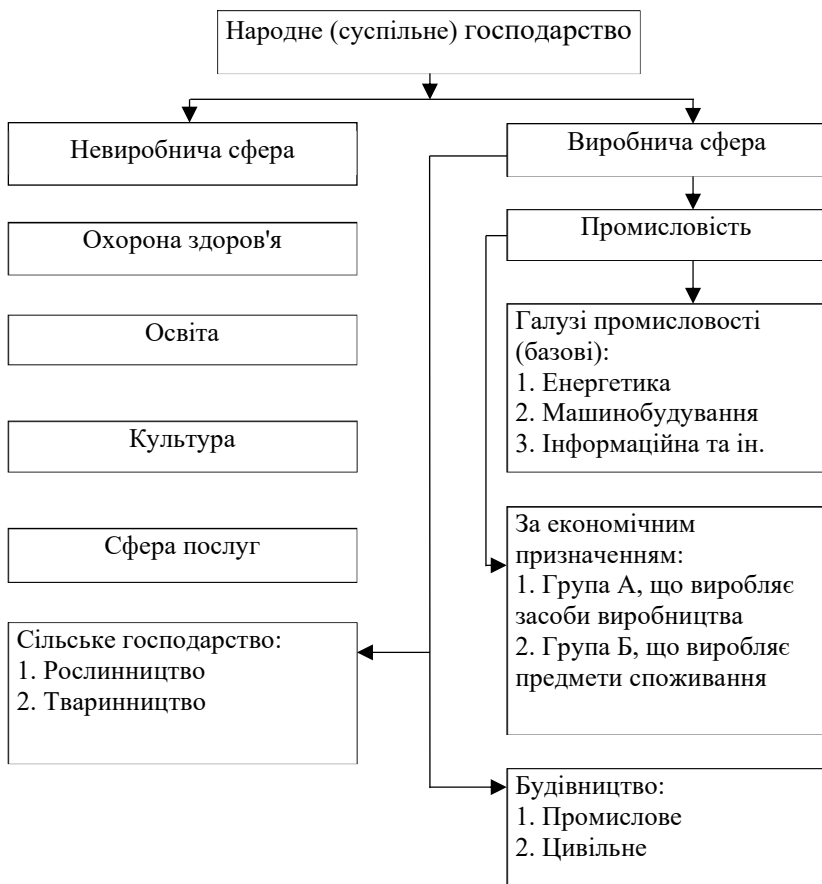 Народне (суспільне) господарство
Невиробнича сфера
Виробнича сфера
Охорона здоров'я
Промисловість
Освіта
Галузі промисловості
(базові):
1. Енергетика
2. Машинобудування
3. Інформаційна та ін.
Культура
Сфера послуг
За економічним
призначенням:
1. Група А, що виробляє
засоби виробництва
2. Група Б, що виробляє
предмети споживання
Сільське господарство:
1. Рослинництво
2. Тваринництво
Будівництво:
1. Промислове
2. Цивільне